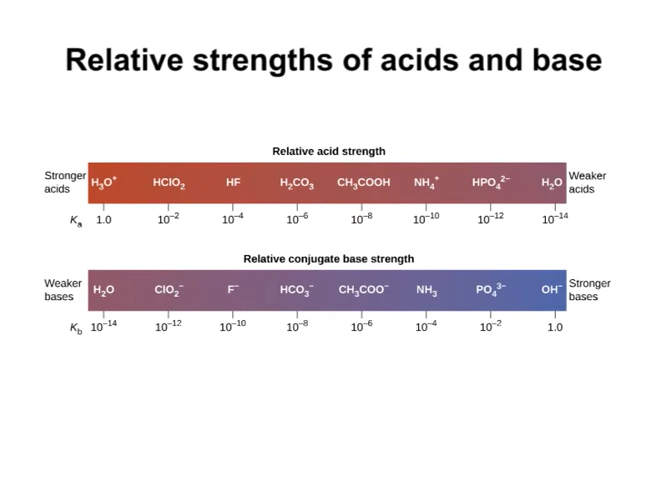 Relative strengths of acids and base
Relative acid strength
Stronger acids H₃O⁺ HClO₂ HF H₂CO₃ CH₃COOH NH₄⁺ HPO₄²⁻ H₂O Weaker acids
Kₐ 1.0 10⁻² 10⁻⁴ 10⁻⁶ 10⁻⁸ 10⁻¹⁰ 10⁻¹² 10⁻¹⁴
Relative conjugate base strength
Weaker bases H₂O ClO₂⁻ F⁻ HCO₃⁻ CH₃COO⁻ NH₃ PO₄³⁻ OH⁻ Stronger bases
K_b 10⁻¹⁴ 10⁻¹² 10⁻¹⁰ 10⁻⁸ 10⁻⁶ 10⁻⁴ 10⁻² 1.0